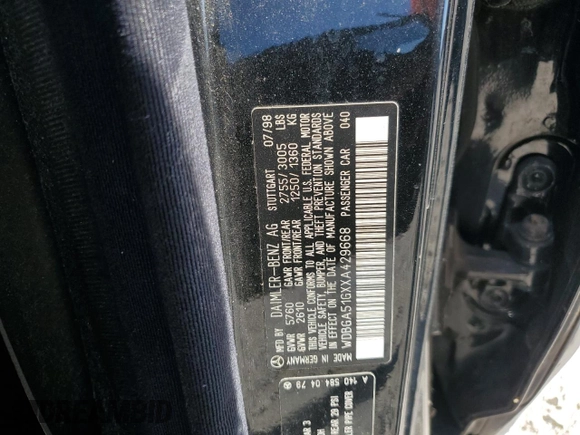 MFD BY DAIMLER-BENZ AG STUTTGART 07/98
GVWR 5760 GAWR FRONT/REAR 2755/3005 LBS
GVWR 2610 GAWR FRONT/REAR 1250/1360 KG
THIS VEHICLE CONFORMS TO ALL APPLICABLE U.S. FEDERAL MOTOR
VEHICLE SAFETY, BUMPER, AND THEFT PREVENTION STANDARDS
IN EFFECT ON THE DATE OF MANUFACTURE SHOWN ABOVE
WDBGA51GXXA429668 PASSENGER CAR 040
MADE IN GERMANY
A 140 584 04 79
REAR 29 PSI